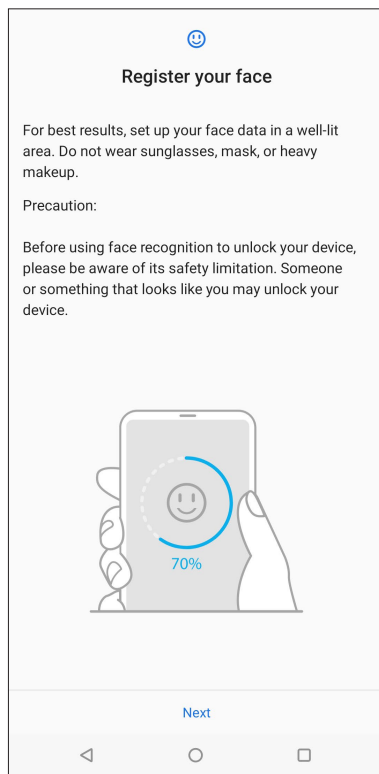 Register your face
For best results, set up your face data in a well-lit
area. Do not wear sunglasses, mask, or heavy
makeup.
Precaution:
Before using face recognition to unlock your device,
please be aware of its safety limitation. Someone
or something that looks like you may unlock your
device.
70%
Next